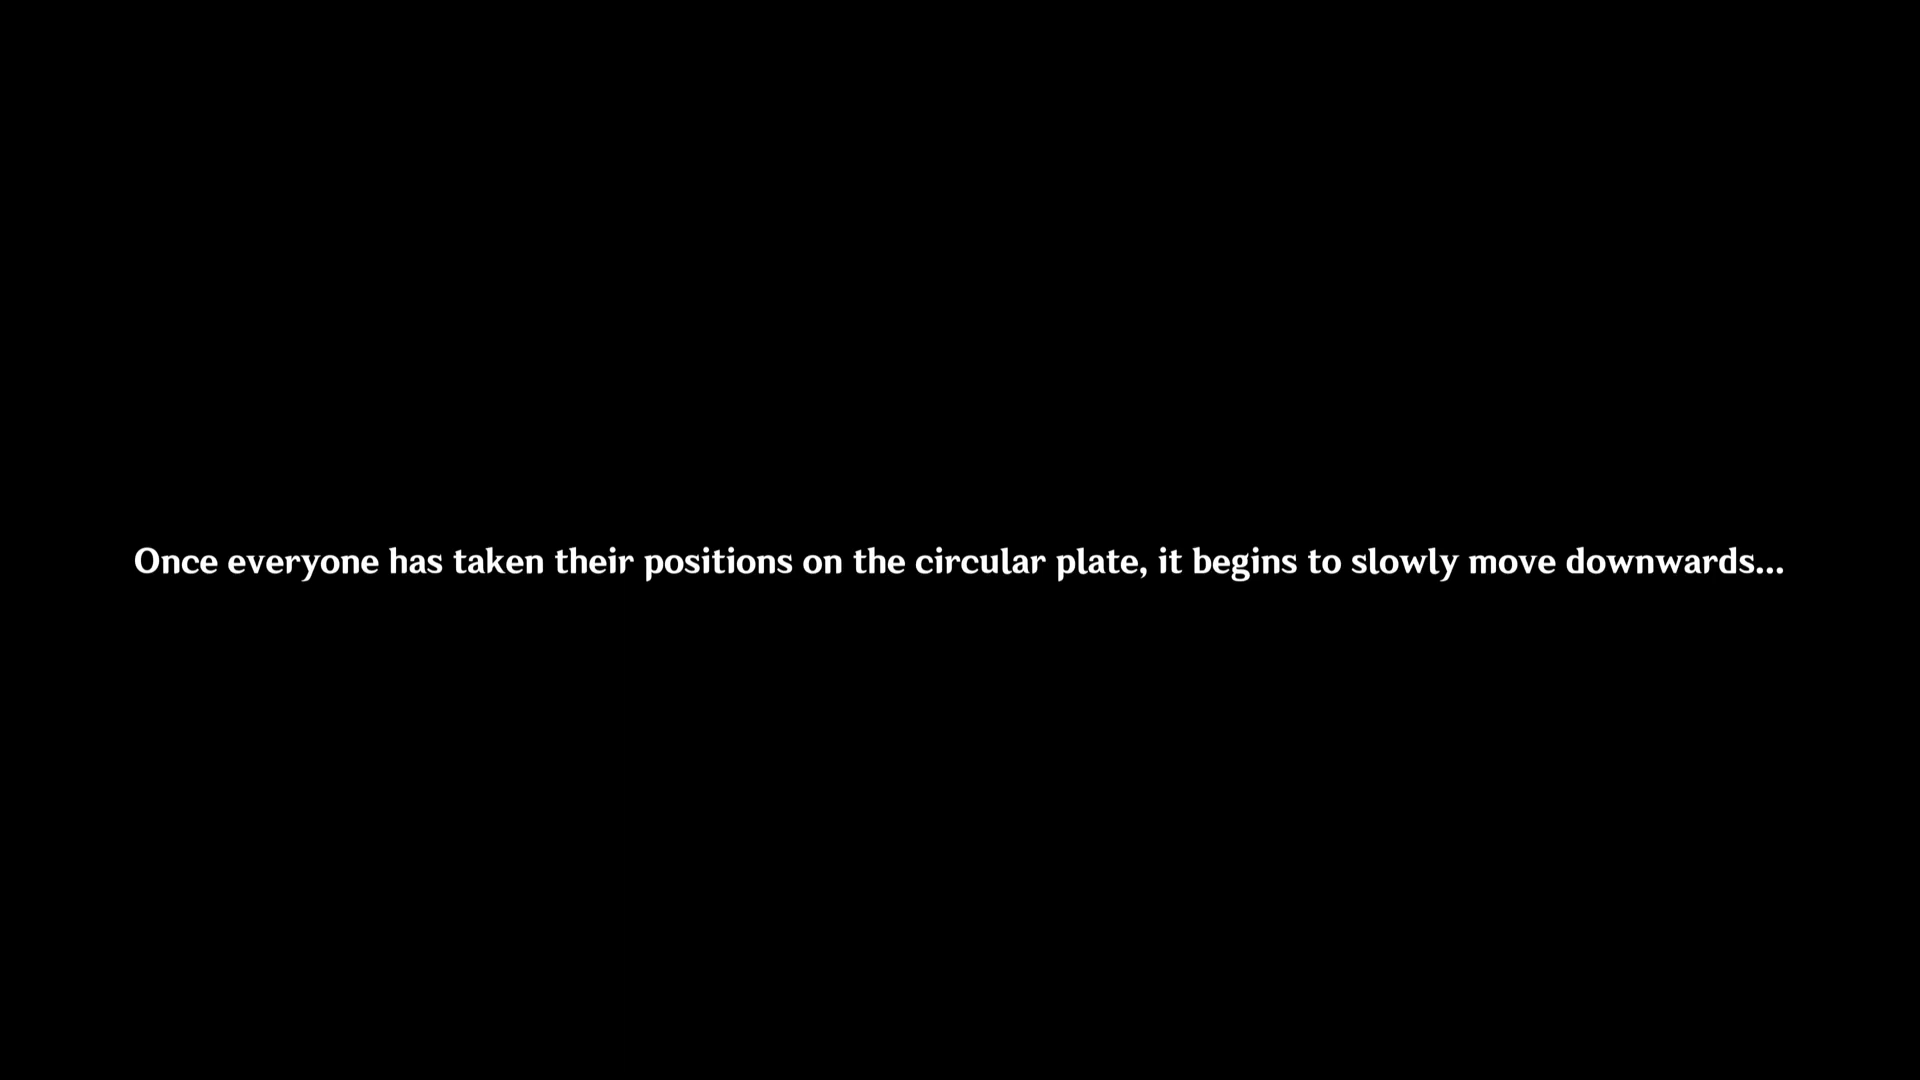 Once everyone has taken their positions on the circular plate, it begins to slowly move downwards...